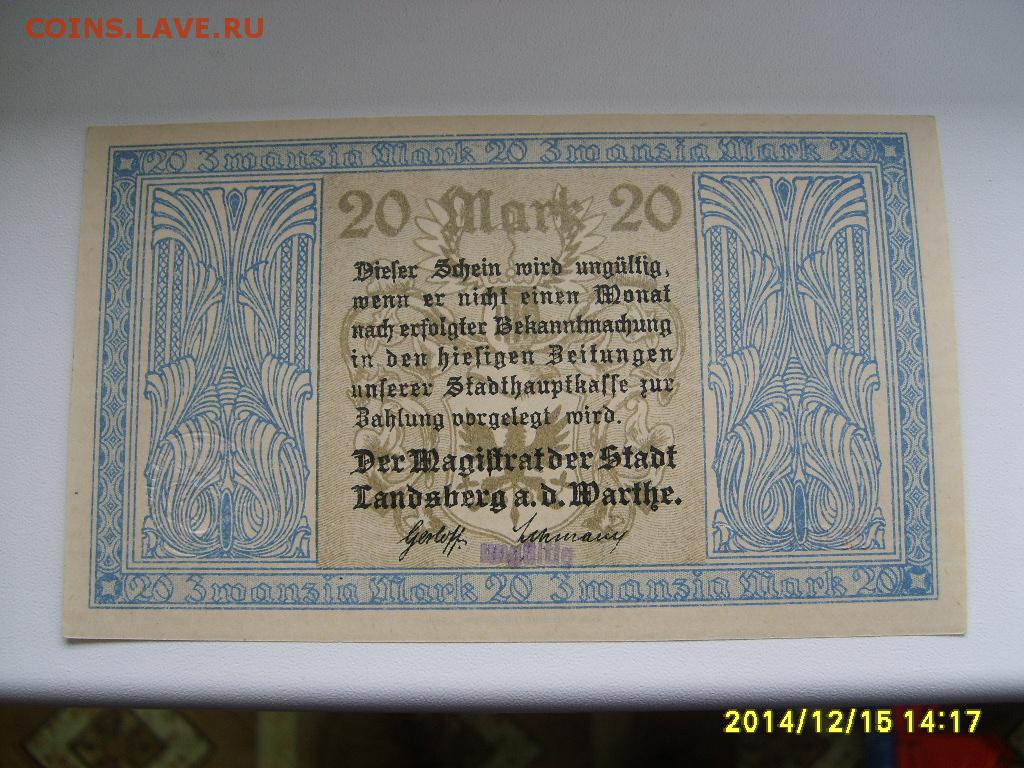 COINS.LAVE.RU
20 Zwanzig Mark 20 Zwanzig Mark 20
20 Mark 20
Dieser Schein wird ungültig,
wenn er nicht einen Monat
nach erfolgter Bekanntmachung
in den hiesigen Zeitungen
unserer Stadthauptkasse zur
Zahlung vorgelegt wird.
Der Magistrat der Stadt
Landsberg a. d. Warthe.
Gerloff
Ungültig
20 Zwanzig Mark 20 Zwanzig Mark 20
2014/12/15 14:17